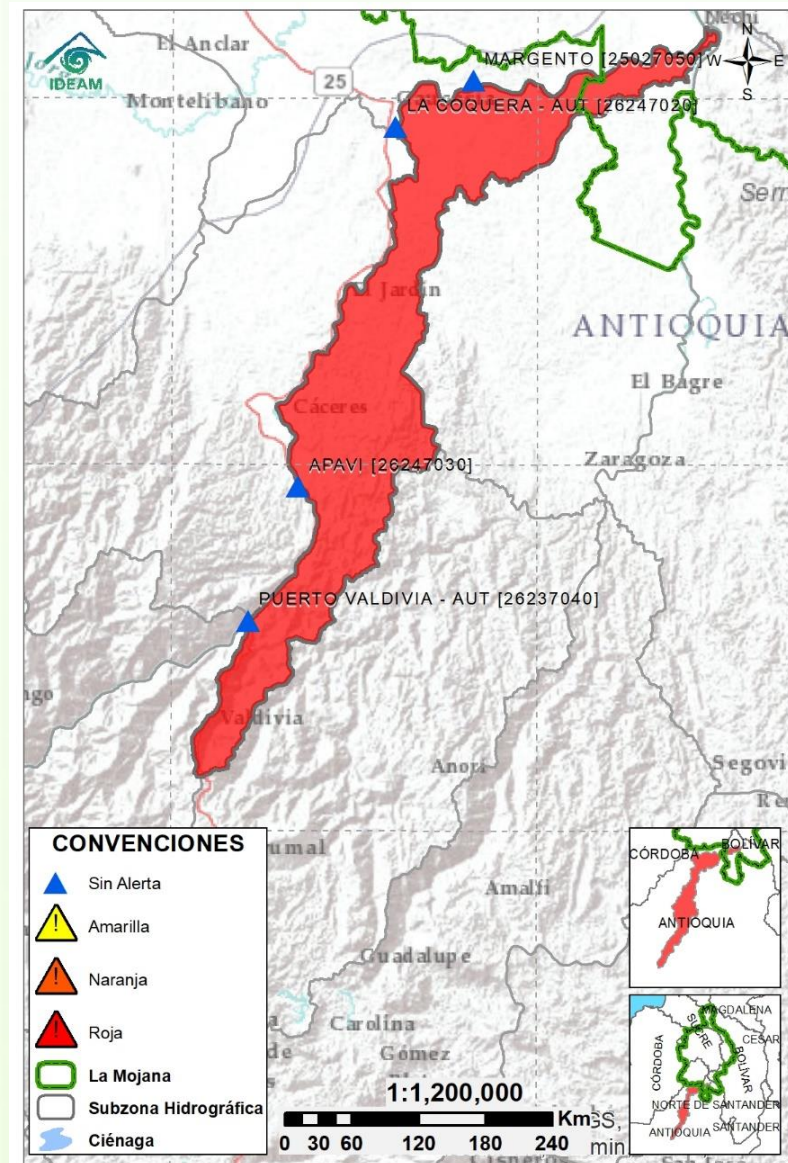 IDEAM
El Anclar
Nechí
N
W
E
S
MARGENTO [25027050]
25
Montelíbano
LA COQUERA - AUT [26247020]
El Jardín
ANTIOQUIA
El Bagre
Cáceres
APAVI [26247030]
Zaragoza
PUERTO VALDIVIA - AUT [26237040]
Valdivia
Anorí
Segovi
Amalfi
Guadalupe
Carolina
Gómez
Cisneros
CONVENCIONES
Sin Alerta
Amarilla
Naranja
Roja
La Mojana
Subzona Hidrográfica
Ciénaga
1:1,200,000
Km
0 30 60 120 180 240
CÓRDOBA
BOLÍVAR
ANTIOQUIA
MAGDALENA
SUCRE
CESAR
CÓRDOBA
BOLÍVAR
NORTE DE SANTANDER
SANTANDER
ANTIOQUIA